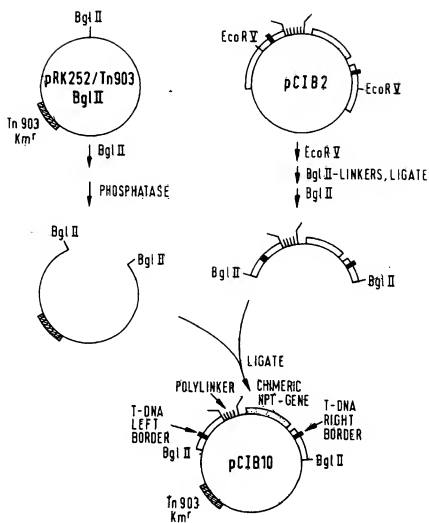 Bgl II
pRK252/Tn903
Bgl II
Tn 903
Kmr
EcoR V
pCIB2
EcoR V
Bgl II
PHOSPHATASE
EcoR V
Bgl II-LINKERS, LIGATE
Bgl II
Bgl II
Bgl II
Bgl II
Bgl II
LIGATE
POLYLINKER
CHIMERIC
NPT-GENE
T-DNA
LEFT
BORDER
T-DNA
RIGHT
BORDER
Bgl II
Bgl II
pCIB10
Tn 903
Kmr